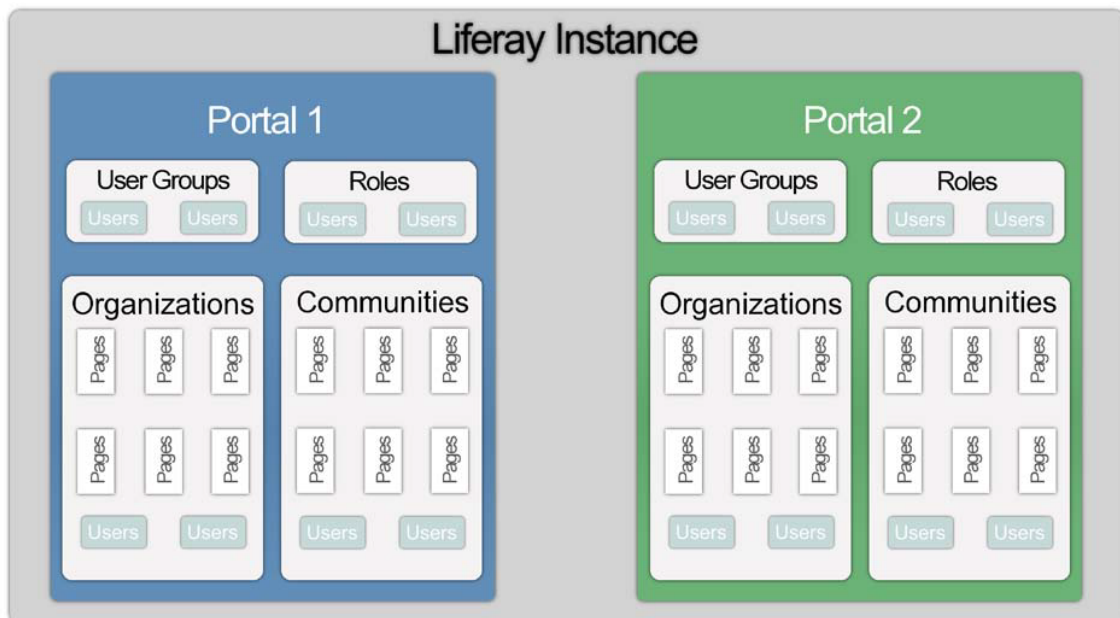 Liferay Instance
Portal 1
User Groups
Users Users
Roles
Users Users
Organizations
Pages Pages Pages
Pages Pages Pages
Users Users
Communities
Pages Pages Pages
Pages Pages Pages
Users Users
Portal 2
User Groups
Users Users
Roles
Users Users
Organizations
Pages Pages Pages
Pages Pages Pages
Users Users
Communities
Pages Pages Pages
Pages Pages Pages
Users Users